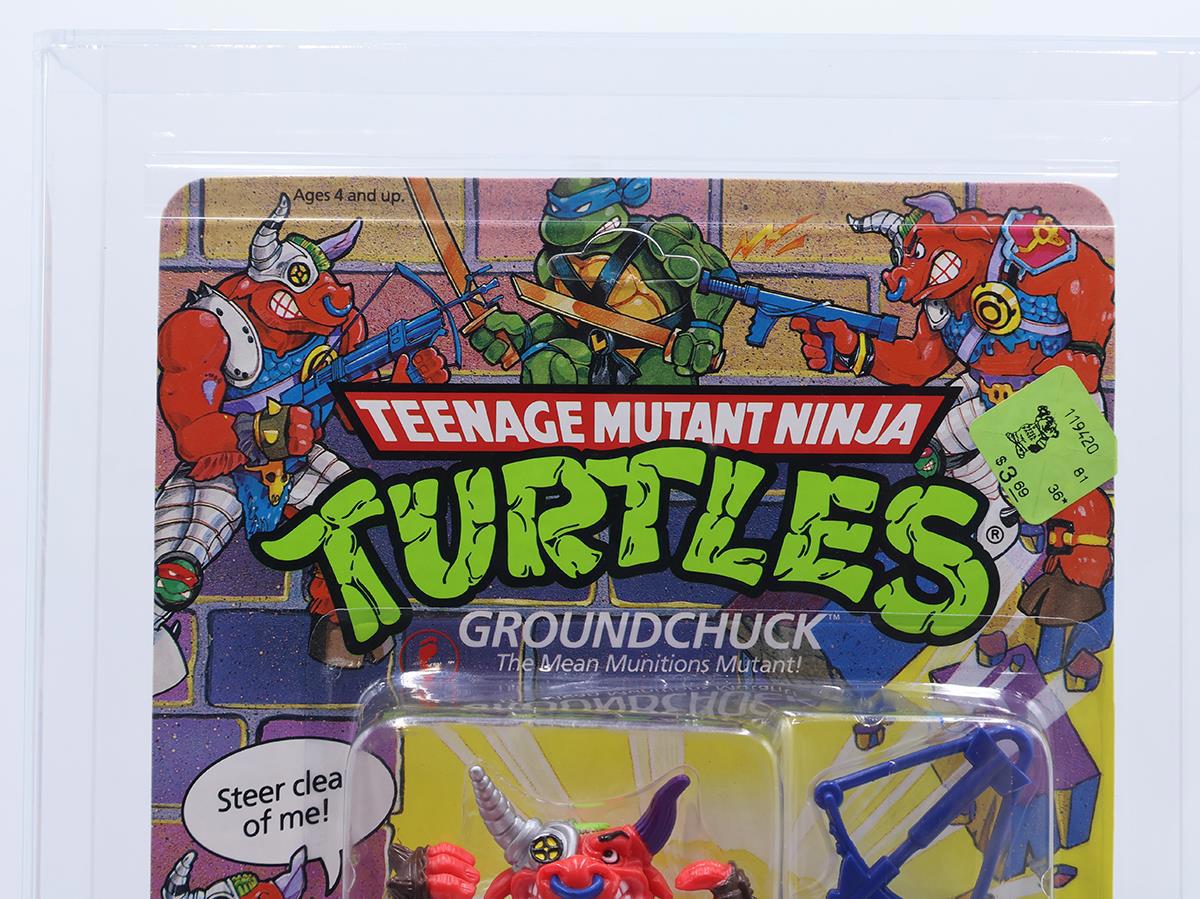 Ages 4 and up.
TEENAGE MUTANT NINJA
TURTLES®
119420
81
36*
$3.69
GROUNDCHUCK™
The Mean Munitions Mutant!
Steer clea
of me!